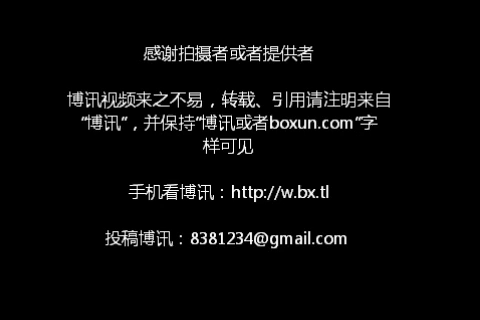 感谢拍摄者或者提供者
博讯视频来之不易，转载、引用请注明来自
“博讯”，并保持“博讯或者boxun.com”字
样可见
手机看博讯：http://w.bx.tl
投稿博讯：8381234@gmail.com